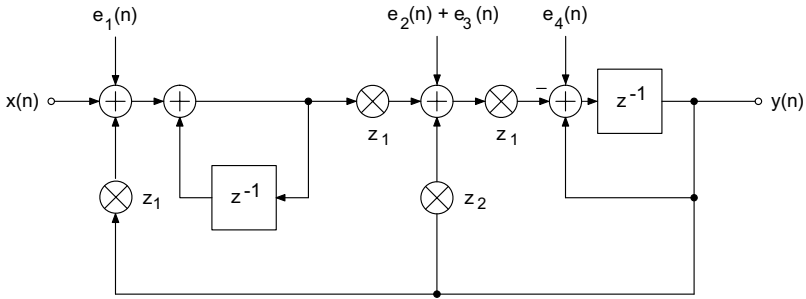 e1(n)
e2(n) + e3(n)
e4(n)
x(n)
+
+
+
−
+
z-1
y(n)
z1
z1
z1
z-1
z2